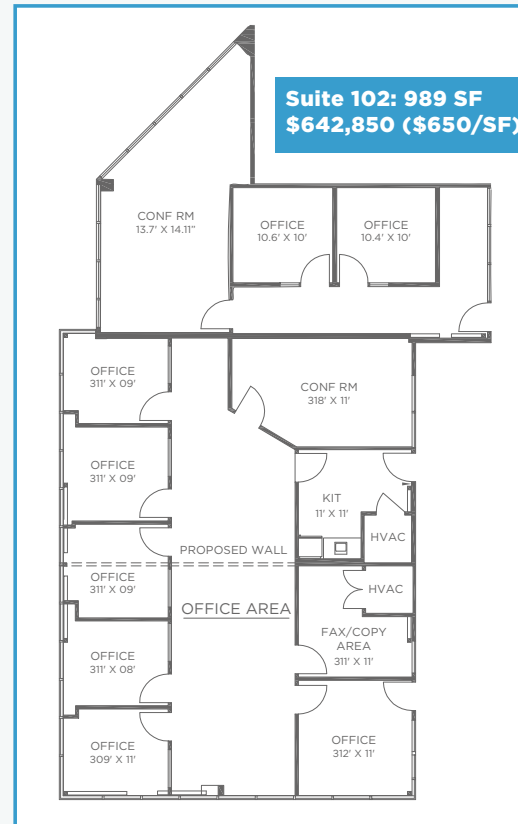 Suite 102: 989 SF
$642,850 ($650/SF)
CONF RM
13.7' X 14.11"
OFFICE
10.6' X 10'
OFFICE
10.4' X 10'
OFFICE
311' X 09'
CONF RM
318' X 11'
OFFICE
311' X 09'
KIT
11' X 11'
HVAC
PROPOSED WALL
OFFICE
311' X 09'
HVAC
OFFICE AREA
FAX/COPY
AREA
311' X 11'
OFFICE
311' X 08'
OFFICE
309' X 11'
OFFICE
312' X 11'